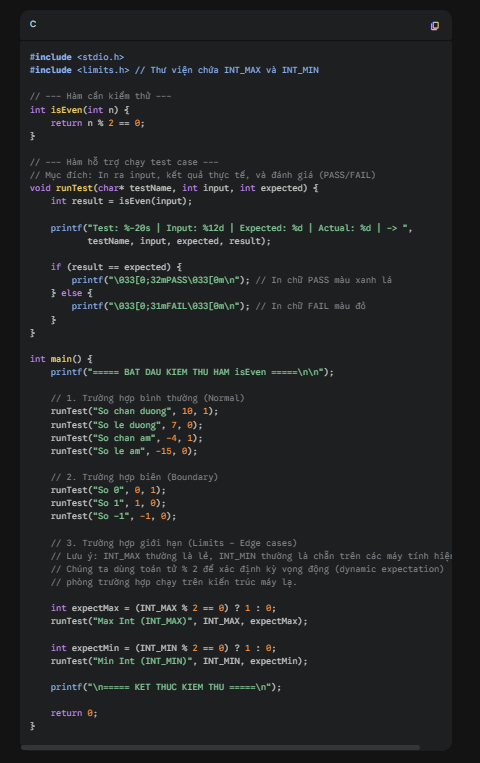 C
#include <stdio.h>
#include <limits.h> // Thư viện chứa INT_MAX và INT_MIN
// --- Hàm cần kiểm thử ---
int isEven(int n) {
    return n % 2 == 0;
}
// --- Hàm hỗ trợ chạy test case ---
// Mục đích: In ra input, kết quả thực tế, và đánh giá (PASS/FAIL)
void runTest(char* testName, int input, int expected) {
    int result = isEven(input);
    printf("Test: %-20s | Input: %12d | Expected: %d | Actual: %d | -> ",
           testName, input, expected, result);
    if (result == expected) {
        printf("\033[0;32mPASS\033[0m\n"); // In chữ PASS màu xanh lá
    } else {
        printf("\033[0;31mFAIL\033[0m\n"); // In chữ FAIL màu đỏ
    }
}
int main() {
    printf("===== BAT DAU KIEM THU HAM isEven =====\n\n");
    // 1. Trường hợp bình thường (Normal)
    runTest("So chan duong", 10, 1);
    runTest("So le duong", 7, 0);
    runTest("So chan am", -4, 1);
    runTest("So le am", -15, 0);
    // 2. Trường hợp biên (Boundary)
    runTest("So 0", 0, 1);
    runTest("So 1", 1, 0);
    runTest("So -1", -1, 0);
    // 3. Trường hợp giới hạn (Limits - Edge cases)
    // Lưu ý: INT_MAX thường là lẻ, INT_MIN thường là chẵn trên các máy tính hiệ
    // Chúng ta dùng toán tử % 2 để xác định kỳ vọng động (dynamic expectation)
    // phòng trường hợp chạy trên kiến trúc máy lạ.
    int expectMax = (INT_MAX % 2 == 0) ? 1 : 0;
    runTest("Max Int (INT_MAX)", INT_MAX, expectMax);
    int expectMin = (INT_MIN % 2 == 0) ? 1 : 0;
    runTest("Min Int (INT_MIN)", INT_MIN, expectMin);
    printf("\n===== KET THUC KIEM THU =====\n");
    return 0;
}